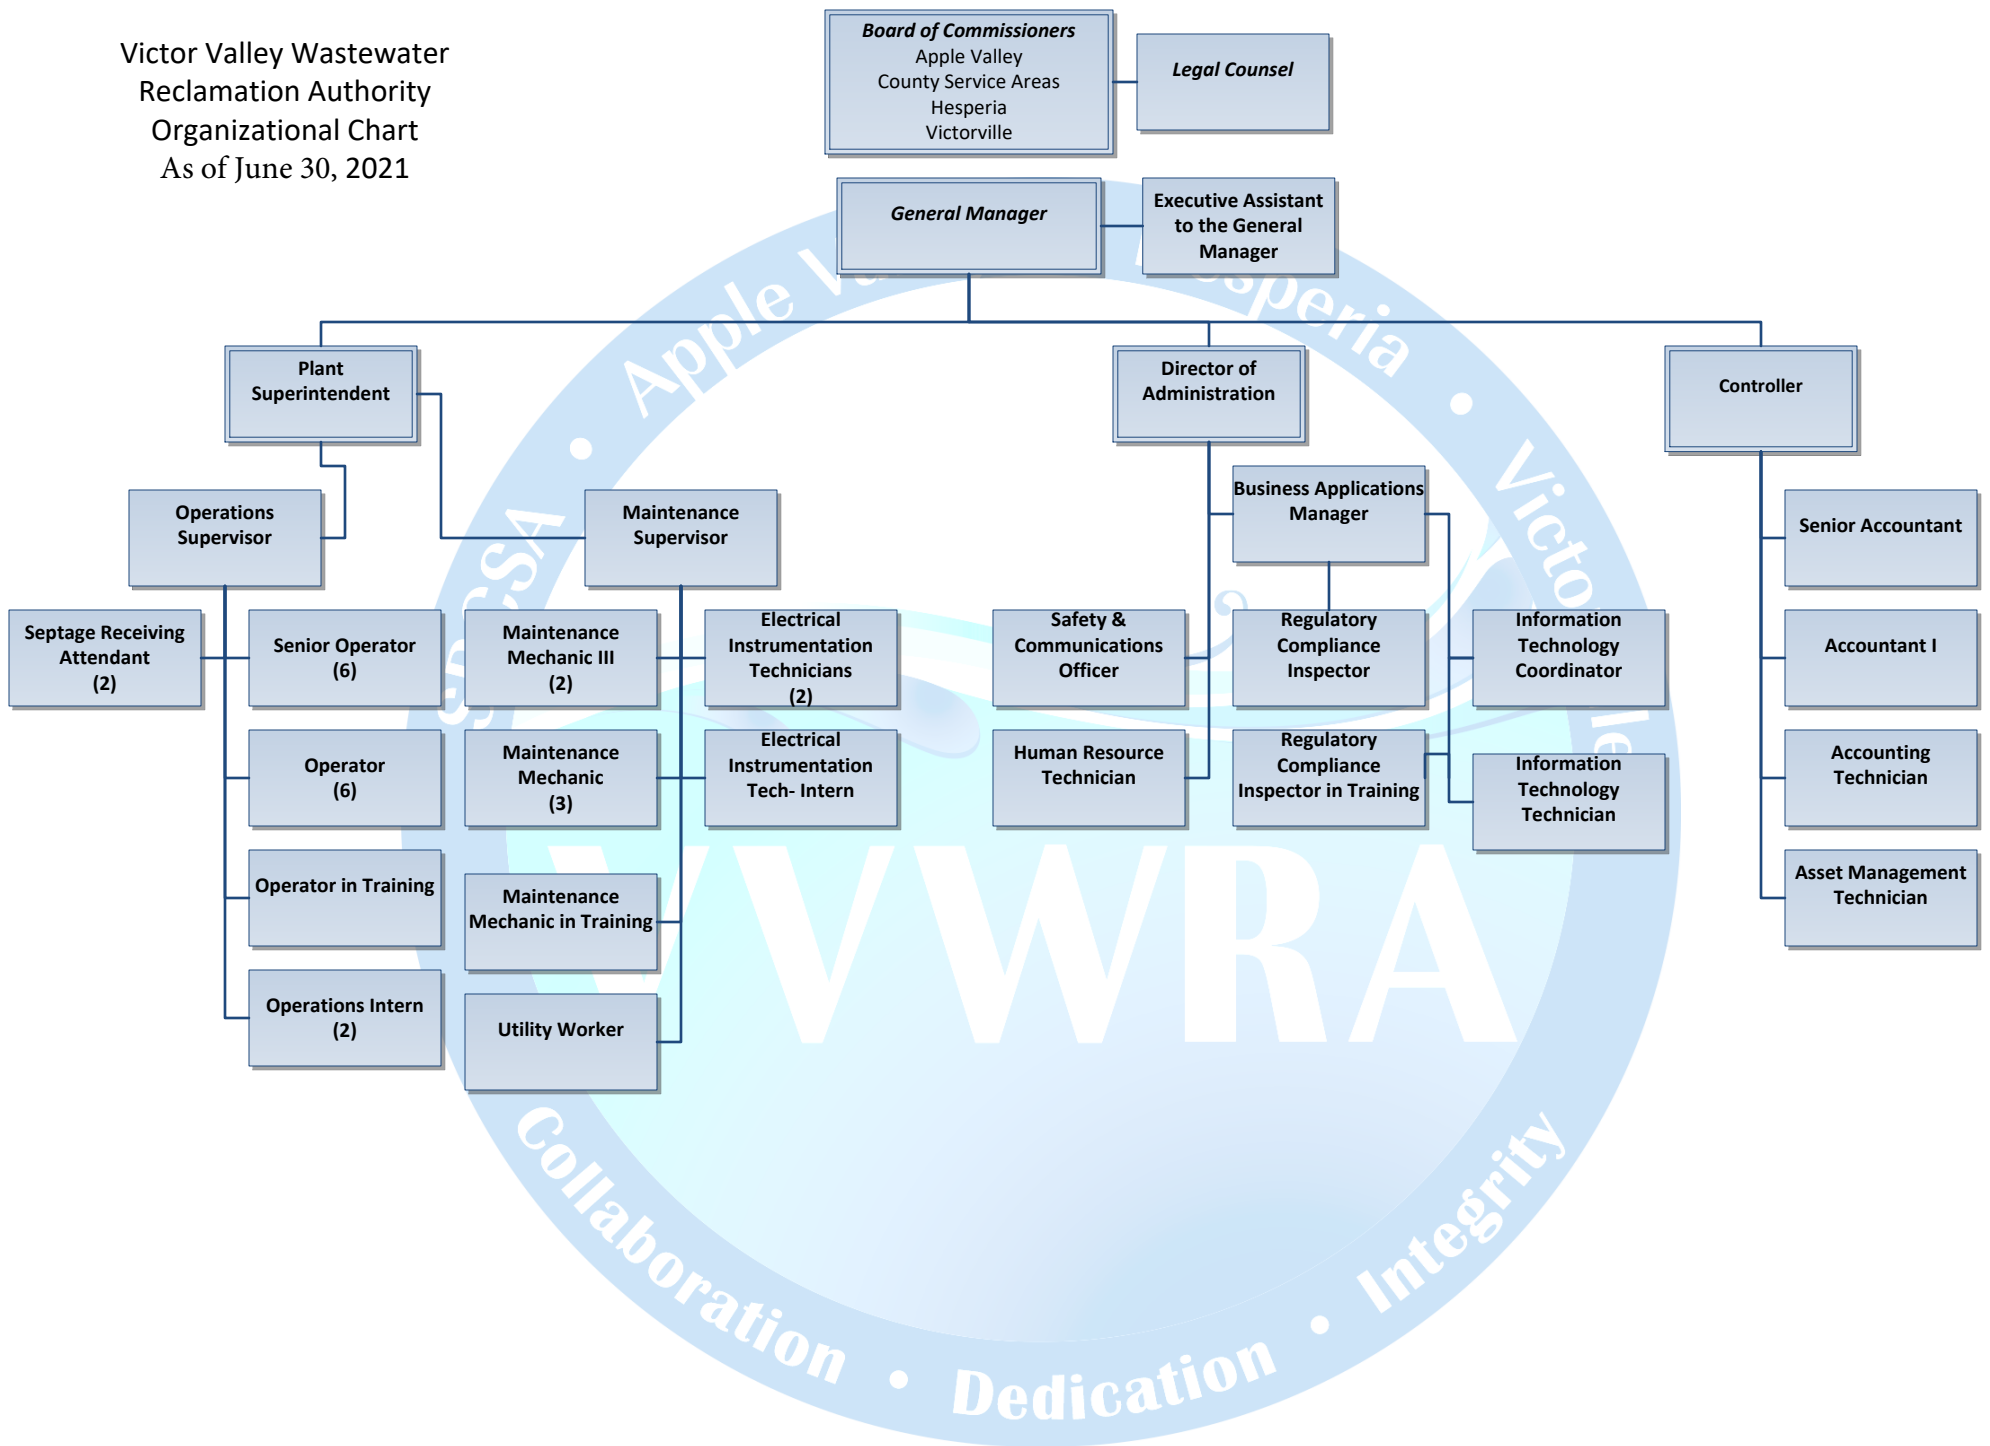 Victor Valley Wastewater
Reclamation Authority
Organizational Chart
As of June 30, 2021
Board of Commissioners
Apple Valley
County Service Areas
Hesperia
Victorville
Legal Counsel
General Manager
Executive Assistant
to the General
Manager
Plant
Superintendent
Director of
Administration
Controller
Operations
Supervisor
Maintenance
Supervisor
Business Applications
Manager
Senior Accountant
Septage Receiving
Attendant
(2)
Senior Operator
(6)
Maintenance
Mechanic III
(2)
Electrical
Instrumentation
Technicians
(2)
Safety &
Communications
Officer
Regulatory
Compliance
Inspector
Information
Technology
Coordinator
Accountant I
Operator
(6)
Maintenance
Mechanic
(3)
Electrical
Instrumentation
Tech- Intern
Human Resource
Technician
Regulatory
Compliance
Inspector in Training
Information
Technology
Technician
Accounting
Technician
Operator in Training
Maintenance
Mechanic in Training
Asset Management
Technician
Operations Intern
(2)
Utility Worker
Apple
VVWRA
Collaboration • Dedication • Integrity